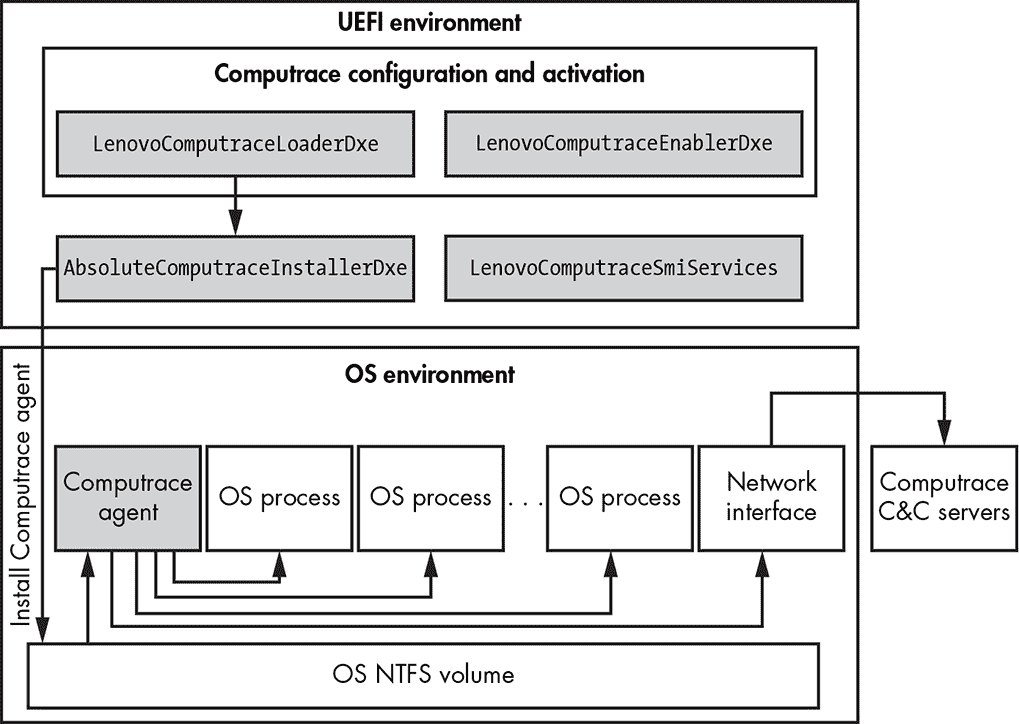 UEFI environment
Computrace configuration and activation
LenovoComputraceLoaderDxe
LenovoComputraceEnablerDxe
AbsoluteComputraceInstallerDxe
LenovoComputraceSmiServices
Install Computrace agent
OS environment
Computrace
agent
OS process
OS process
. . .
OS process
Network
interface
Computrace
C&C servers
OS NTFS volume